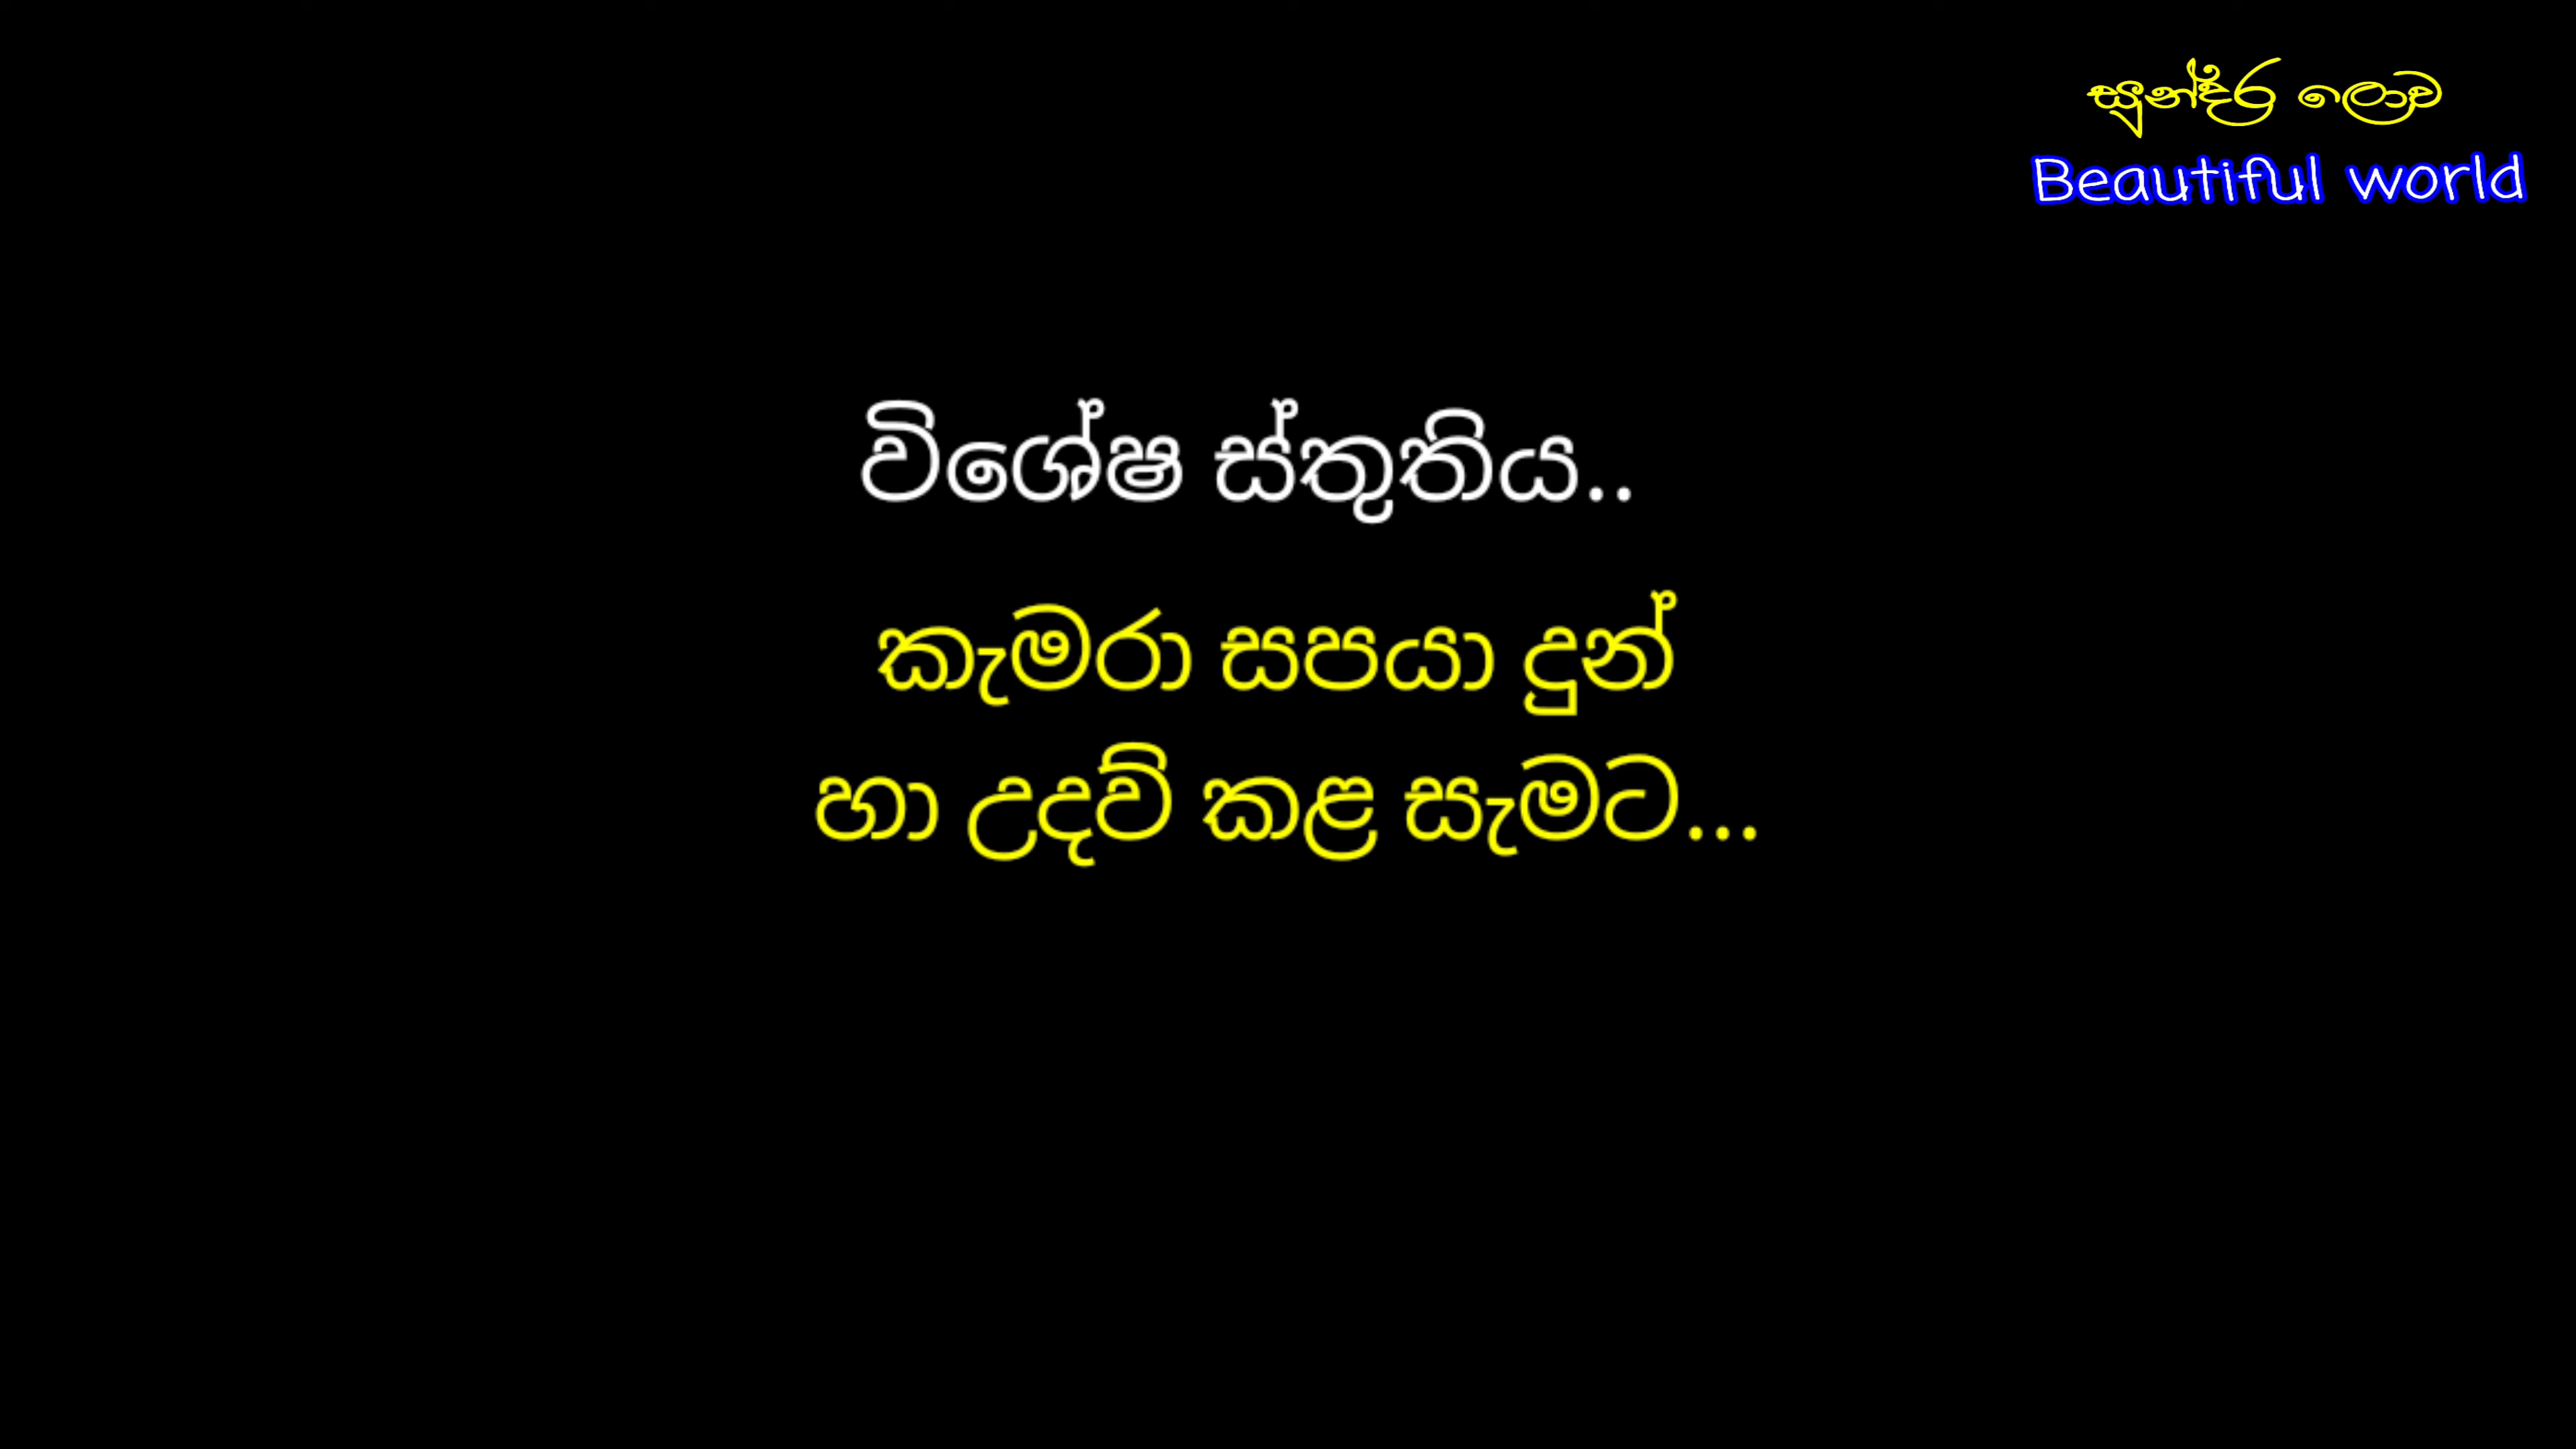 සුන්දර ලොව
Beautiful world
විශේෂ ස්තුතිය..
කැමරා සපයා දුන්
හා උදව් කළ සැමට...